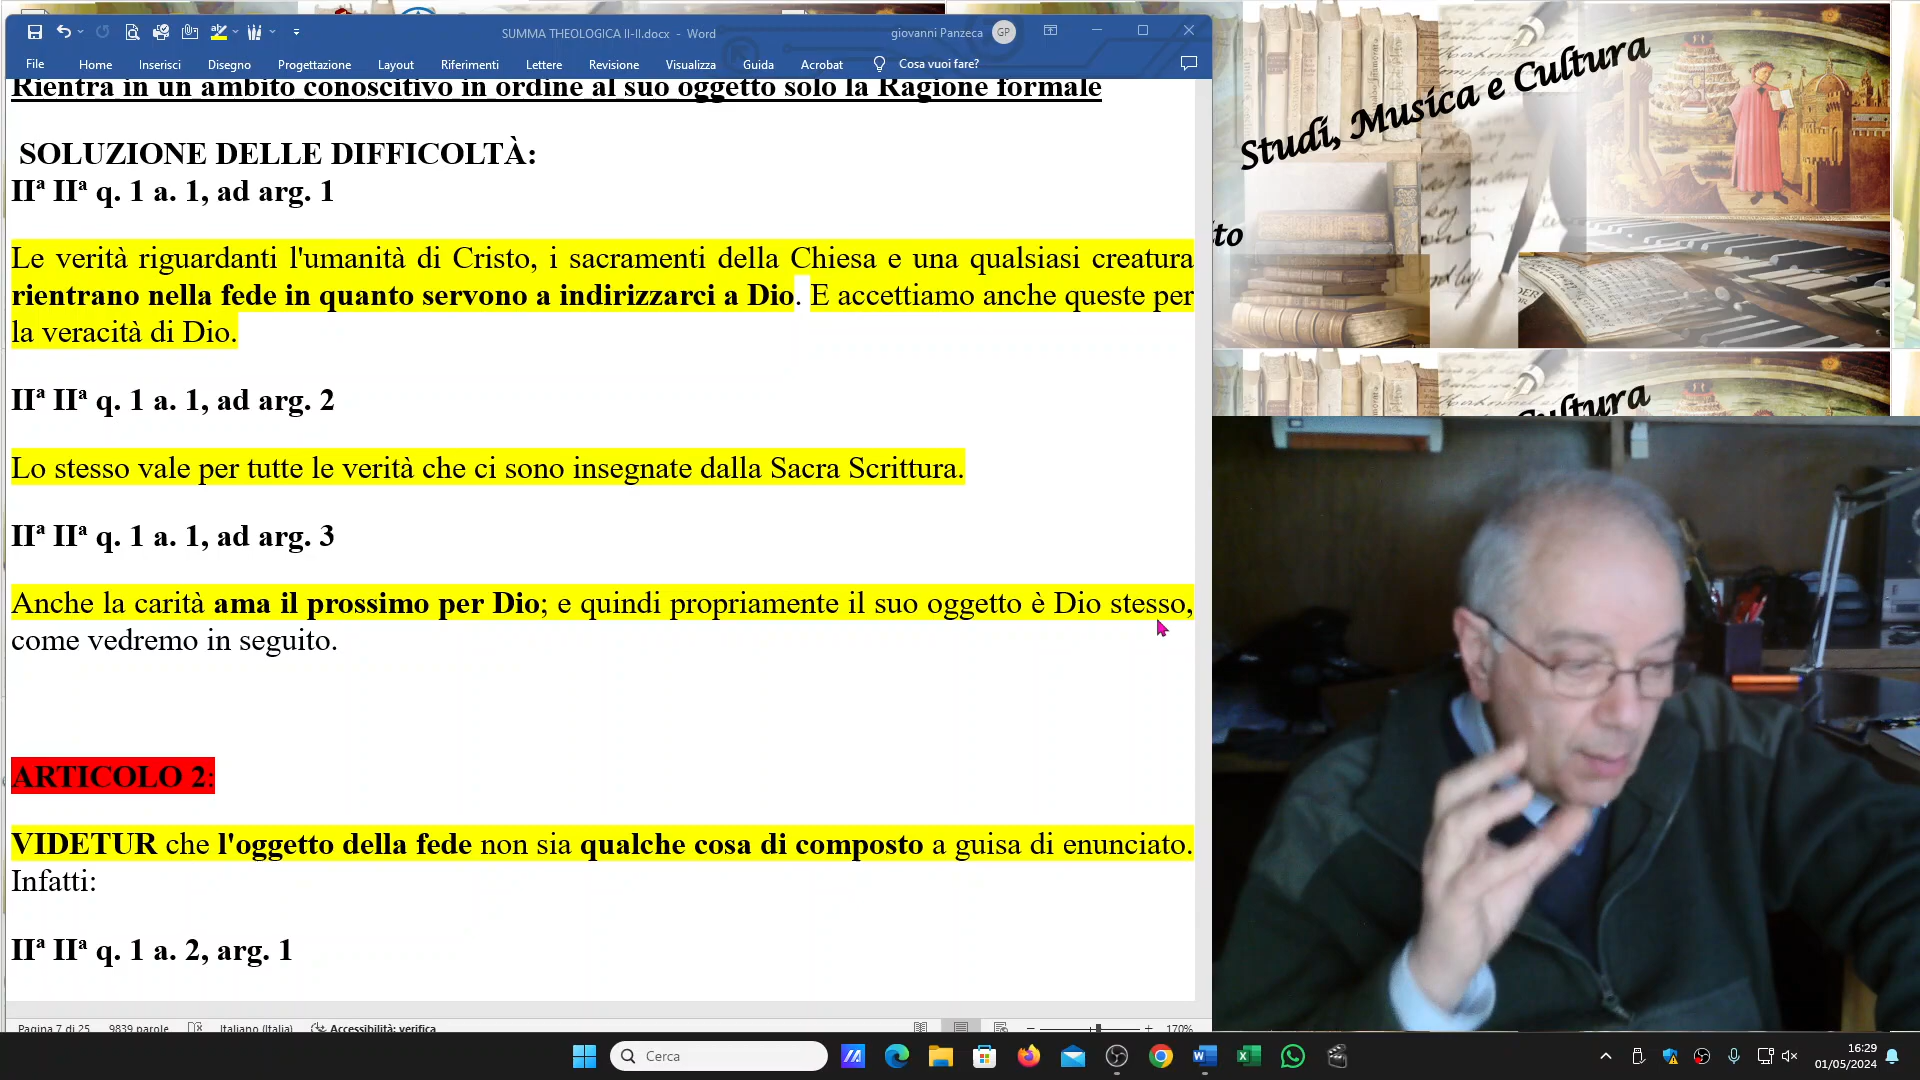 SUMMA THEOLOGICA II-II.docx - Word
giovanni Panzeca GP
File Home Inserisci Disegno Progettazione Layout Riferimenti Lettere Revisione Visualizza Guida Acrobat Cosa vuoi fare?
Rientra in un ambito conoscitivo in ordine al suo oggetto solo la Ragione formale
SOLUZIONE DELLE DIFFICOLTÀ:
IIª IIª q. 1 a. 1, ad arg. 1
Le verità riguardanti l'umanità di Cristo, i sacramenti della Chiesa e una qualsiasi creatura
rientrano nella fede in quanto servono a indirizzarci a Dio. E accettiamo anche queste per
la veracità di Dio.
IIª IIª q. 1 a. 1, ad arg. 2
Lo stesso vale per tutte le verità che ci sono insegnate dalla Sacra Scrittura.
IIª IIª q. 1 a. 1, ad arg. 3
Anche la carità ama il prossimo per Dio; e quindi propriamente il suo oggetto è Dio stesso,
come vedremo in seguito.
ARTICOLO 2:
VIDETUR che l'oggetto della fede non sia qualche cosa di composto a guisa di enunciato.
Infatti:
IIª IIª q. 1 a. 2, arg. 1
Pagina 7 di 25 9839 parole Italiano (Italia) Accessibilità: verifica 170%
Studi, Musica e Cultura
to
Cultura
Cerca
16:29
01/05/2024